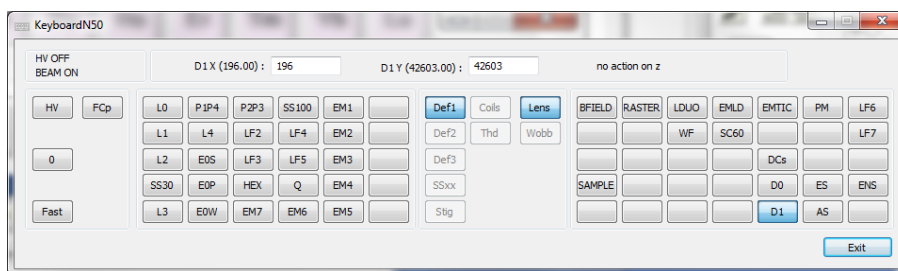 KeyboardN50
HV OFF
BEAM ON
D1 X (196.00) : 196 D1 Y (42603.00) : 42603 no action on z
HV FCp L0 P1P4 P2P3 SS100 EM1 Def1 Coils Lens BFIELD RASTER LDUO EMLD EMTIC PM LF6
L1 L4 LF2 LF4 EM2 Def2 Thd Wobb WF SC60 LF7
0 L2 E0S LF3 LF5 EM3 Def3 DCs
SS30 E0P HEX Q EM4 SSxx SAMPLE D0 ES ENS
Fast L3 E0W EM7 EM6 EM5 Stig D1 AS
Exit